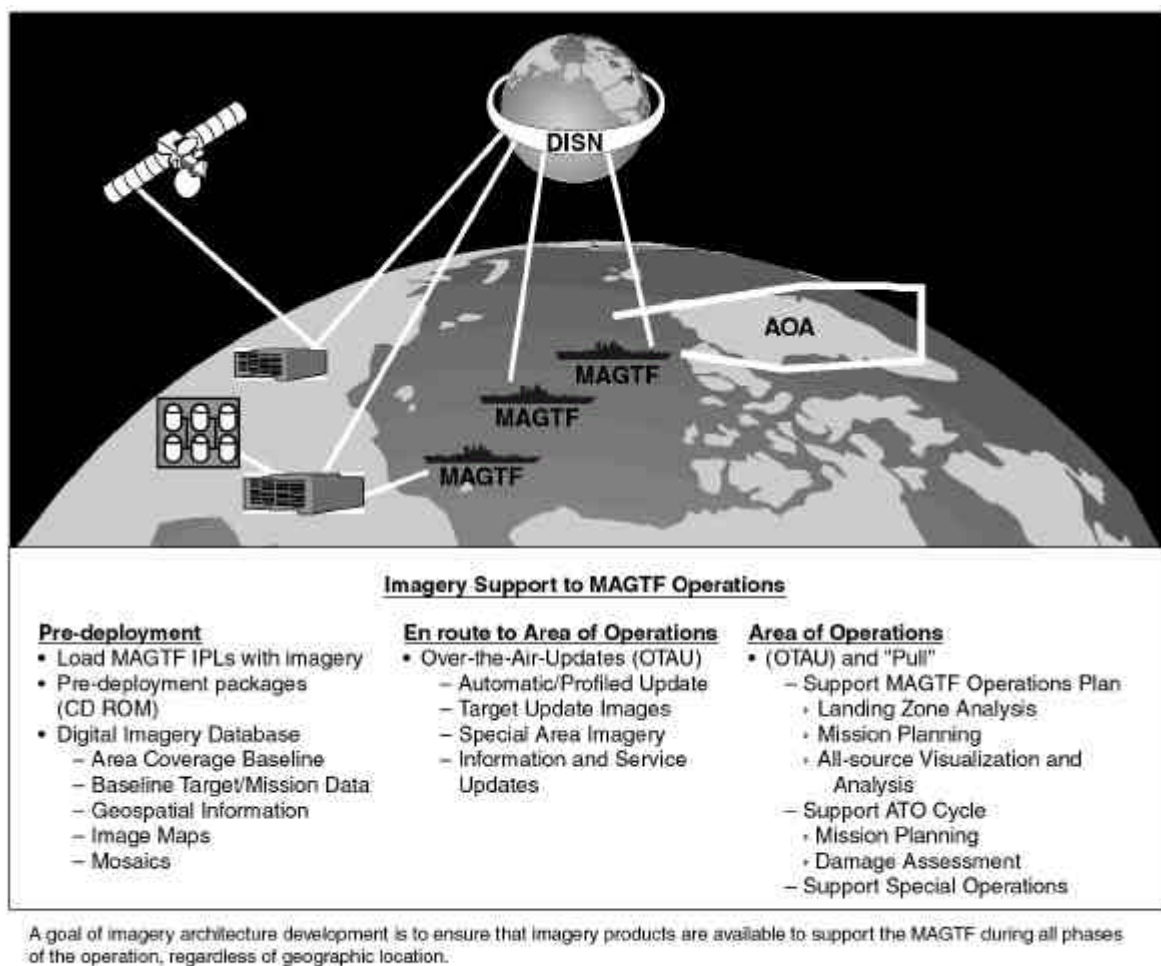 DISN
AOA
MAGTF
MAGTF
MAGTF
Imagery Support to MAGTF Operations
Pre-deployment
• Load MAGTF IPLs with imagery
• Pre-deployment packages
(CD ROM)
• Digital Imagery Database
– Area Coverage Baseline
– Baseline Target/Mission Data
– Geospatial Information
– Image Maps
– Mosaics
En route to Area of Operations
• Over-the-Air-Updates (OTAU)
– Automatic/Profiled Update
– Target Update Images
– Special Area Imagery
– Information and Service
Updates
Area of Operations
• (OTAU) and "Pull"
– Support MAGTF Operations Plan
• Landing Zone Analysis
• Mission Planning
• All-source Visualization and
Analysis
– Support ATO Cycle
• Mission Planning
• Damage Assessment
– Support Special Operations
A goal of imagery architecture development is to ensure that imagery products are available to support the MAGTF during all phases
of the operation, regardless of geographic location.